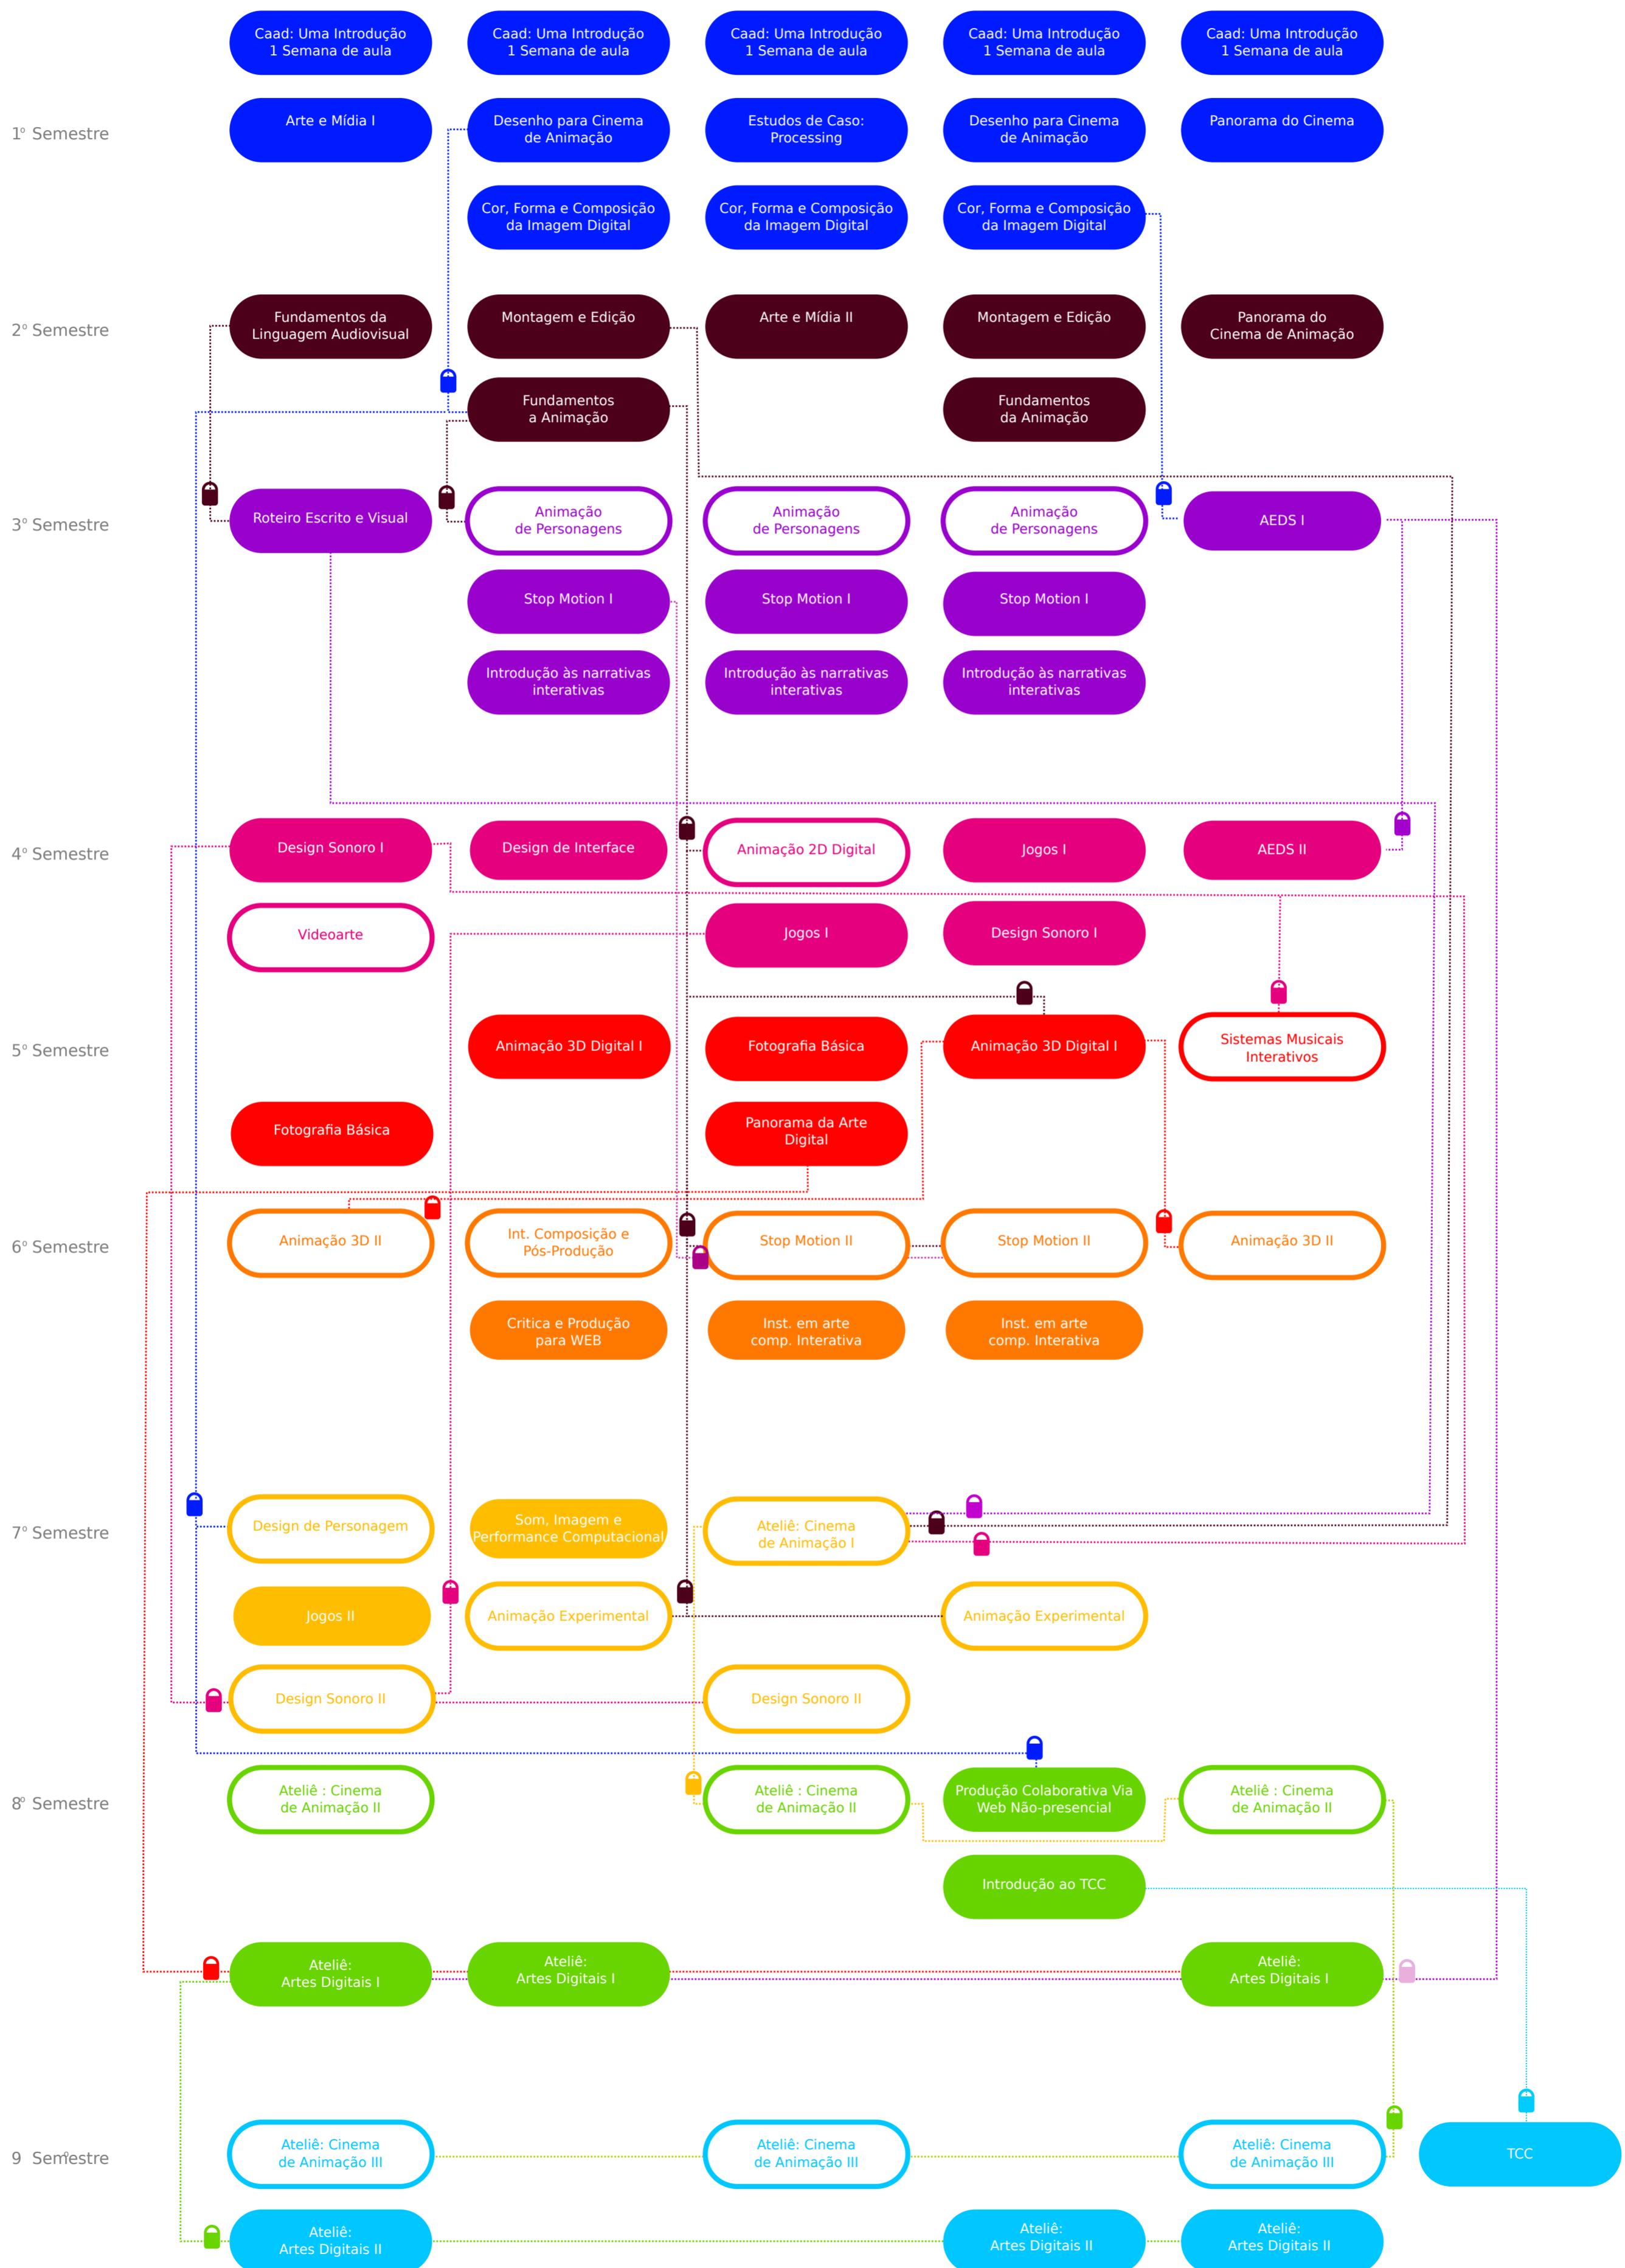 Caad: Uma Introdução
1 Semana de aula
Caad: Uma Introdução
1 Semana de aula
Caad: Uma Introdução
1 Semana de aula
Caad: Uma Introdução
1 Semana de aula
Caad: Uma Introdução
1 Semana de aula
1º Semestre
Arte e Mídia I
Desenho para Cinema
de Animação
Estudos de Caso:
Processing
Desenho para Cinema
de Animação
Panorama do Cinema
Cor, Forma e Composição
da Imagem Digital
Cor, Forma e Composição
da Imagem Digital
Cor, Forma e Composição
da Imagem Digital
2º Semestre
Fundamentos da
Linguagem Audiovisual
Montagem e Edição
Arte e Mídia II
Montagem e Edição
Panorama do
Cinema de Animação
Fundamentos
a Animação
Fundamentos
da Animação
3º Semestre
Roteiro Escrito e Visual
Animação
de Personagens
Animação
de Personagens
Animação
de Personagens
AEDS I
Stop Motion I
Stop Motion I
Stop Motion I
Introdução às narrativas
interativas
Introdução às narrativas
interativas
Introdução às narrativas
interativas
4º Semestre
Design Sonoro I
Design de Interface
Animação 2D Digital
Jogos I
AEDS II
Videoarte
Jogos I
Design Sonoro I
5º Semestre
Animação 3D Digital I
Fotografia Básica
Animação 3D Digital I
Sistemas Musicais
Interativos
Fotografia Básica
Panorama da Arte
Digital
6º Semestre
Animação 3D II
Int. Composição e
Pós-Produção
Stop Motion II
Stop Motion II
Animação 3D II
Critica e Produção
para WEB
Inst. em arte
comp. Interativa
Inst. em arte
comp. Interativa
7º Semestre
Design de Personagem
Som, Imagem e
Performance Computacional
Ateliê: Cinema
de Animação I
Jogos II
Animação Experimental
Animação Experimental
Design Sonoro II
Design Sonoro II
8º Semestre
Ateliê : Cinema
de Animação II
Ateliê : Cinema
de Animação II
Produção Colaborativa Via
Web Não-presencial
Ateliê : Cinema
de Animação II
Introdução ao TCC
Ateliê:
Artes Digitais I
Ateliê:
Artes Digitais I
Ateliê:
Artes Digitais I
9º Semestre
Ateliê: Cinema
de Animação III
Ateliê: Cinema
de Animação III
Ateliê: Cinema
de Animação III
TCC
Ateliê:
Artes Digitais II
Ateliê:
Artes Digitais II
Ateliê:
Artes Digitais II